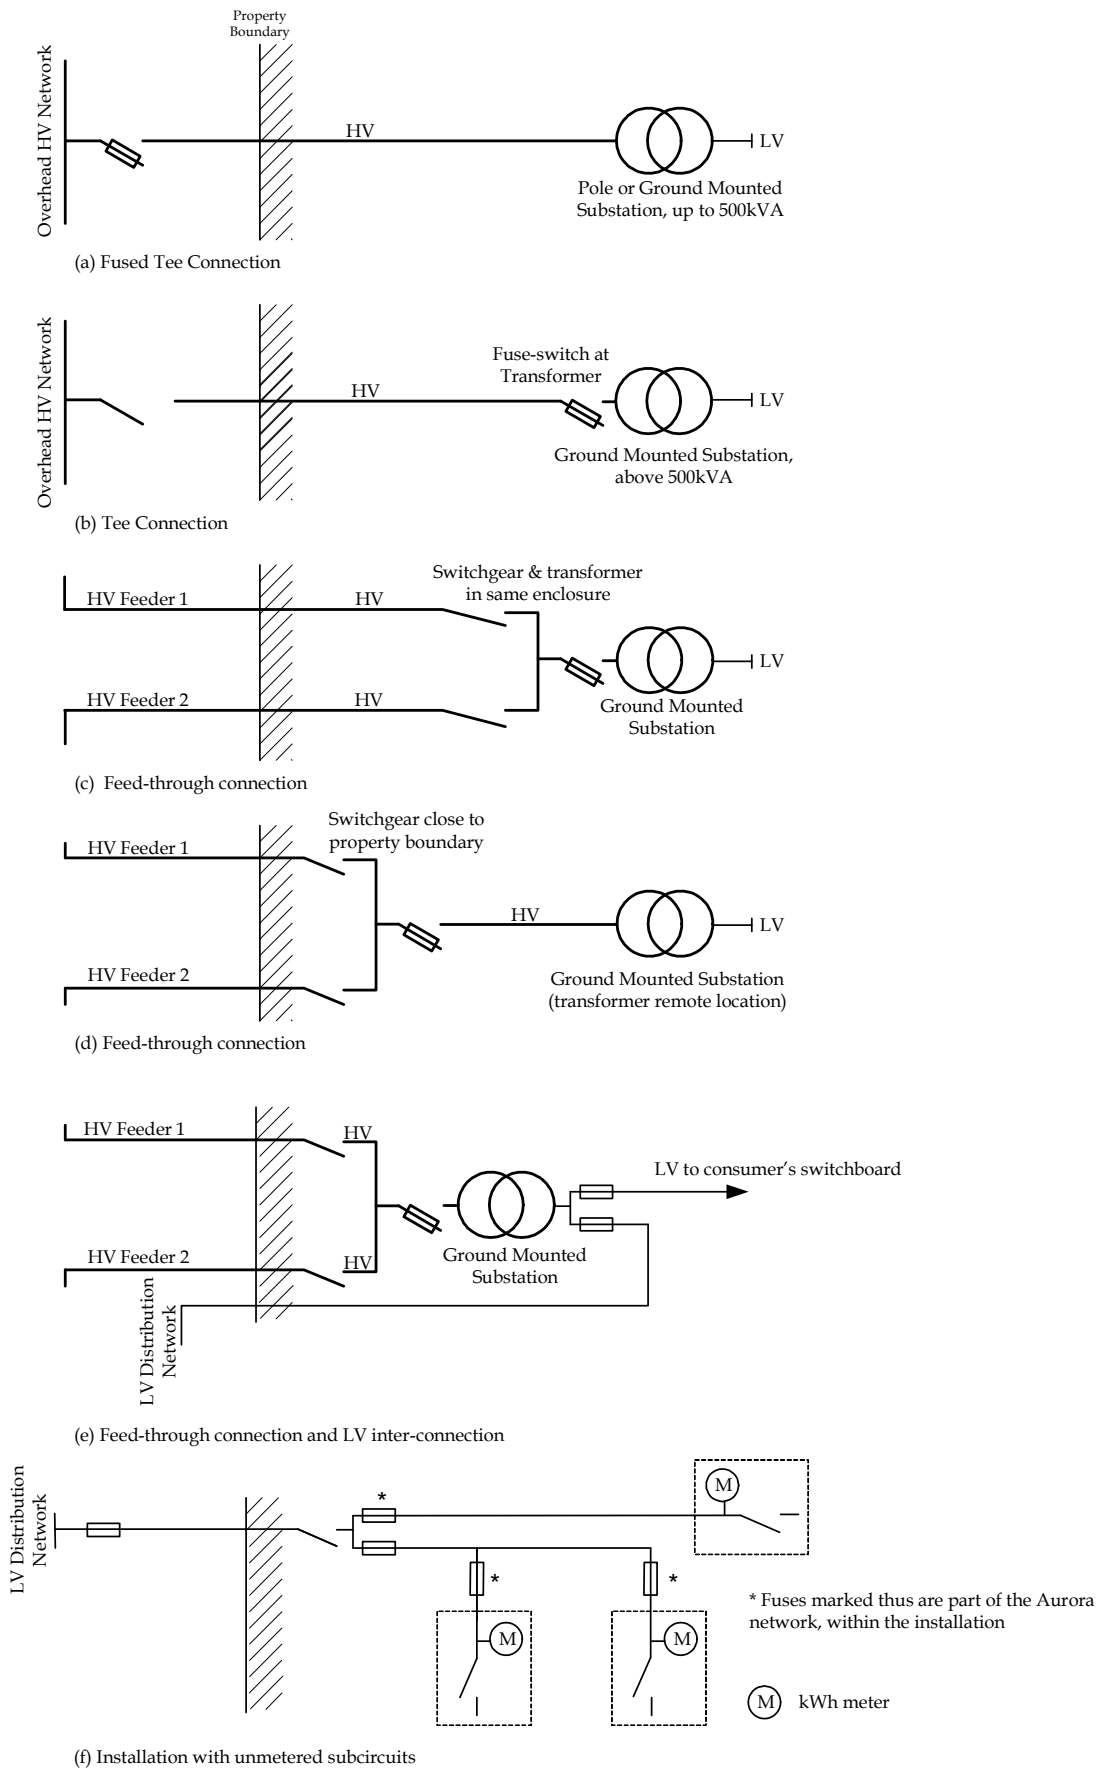 Property
Boundary
Overhead HV Network
HV
LV
Pole or Ground Mounted
Substation, up to 500kVA
(a) Fused Tee Connection
Overhead HV Network
HV
Fuse-switch at
Transformer
LV
Ground Mounted Substation,
above 500kVA
(b) Tee Connection
HV Feeder 1
HV
Switchgear & transformer
in same enclosure
LV
HV Feeder 2
HV
Ground Mounted
Substation
(c) Feed-through connection
HV Feeder 1
Switchgear close to
property boundary
HV
LV
HV Feeder 2
Ground Mounted Substation
(transformer remote location)
(d) Feed-through connection
HV Feeder 1
HV
LV to consumer’s switchboard
HV Feeder 2
HV
Ground Mounted
Substation
LV Distribution
Network
(e) Feed-through connection and LV inter-connection
LV Distribution
Network
*
M
*
*
M
M
* Fuses marked thus are part of the Aurora
network, within the installation
M kWh meter
(f) Installation with unmetered subcircuits